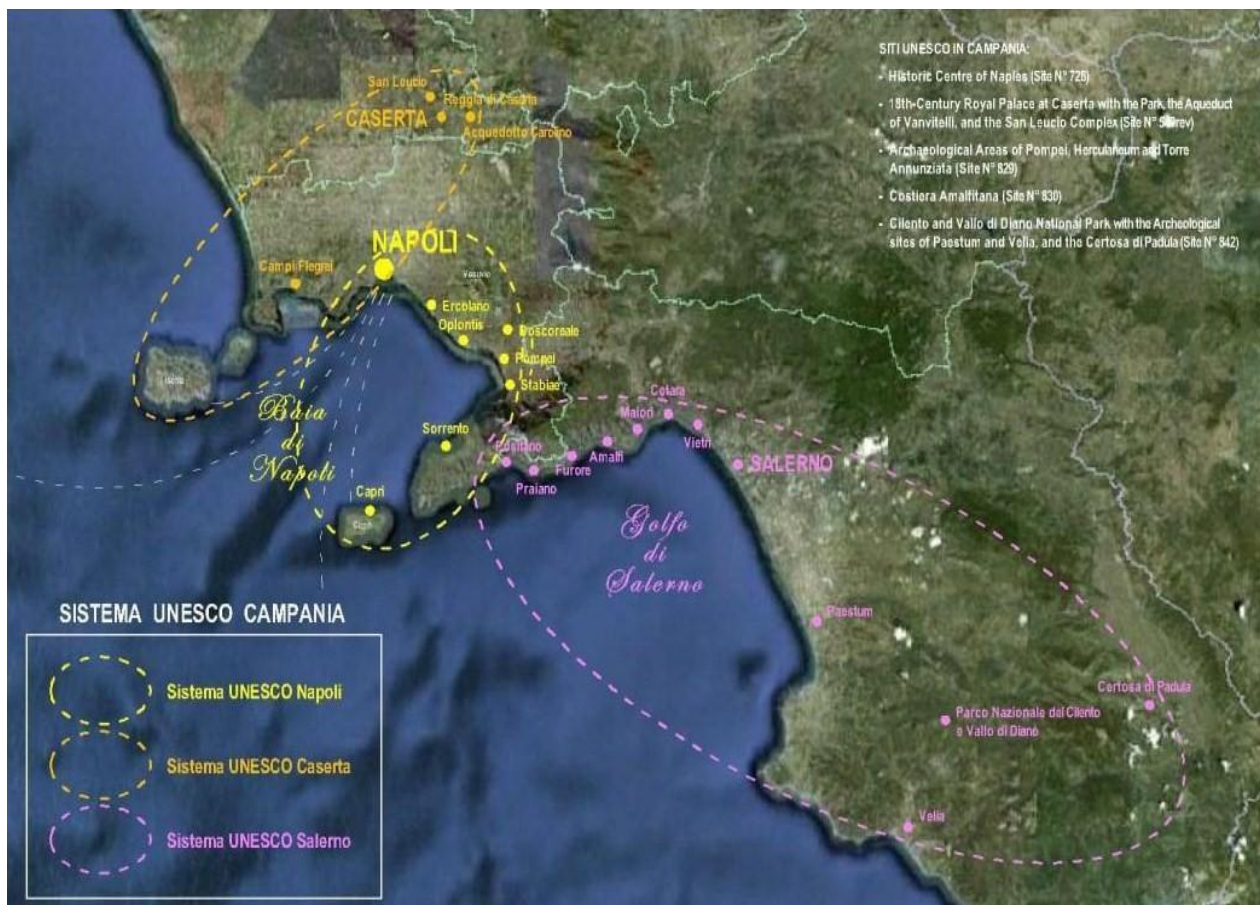 SITI UNESCO IN CAMPANIA:
- Historic Centre of Naples (Site N° 726)
- 18th-Century Royal Palace at Caserta with the Park, the Aqueduct
of Vanvitelli, and the San Leucio Complex (Site N°
- Archaeological Areas of Pompei, Herculaneum and Torre
Annunziata (Site N° 829)
- Costiera Amalfitana (Site N° 830)
- Cilento and Vallo di Diano National Park with the Archeological
sites of Paestum and Velia, and the Certosa di Padula (Site N° 842)
San Leucio
Reggia di Caserta
CASERTA
Acquedotto Carolino
NAPOLI
Campi Flegrei
Vesuvio
Ercolano
Oplontis
Boscoreale
Pompei
Stabiae
Ischia
Baia
di
Napoli
Sorrento
Capri
Capri
Cetara
Maiori
Vietri
Amalfi
Positano
Furore
Praiano
SALERNO
Golfo
di
Salerno
Paestum
Certosa di Padula
Parco Nazionale del Cilento
e Vallo di Diano
Velia
SISTEMA UNESCO CAMPANIA
Sistema UNESCO Napoli
Sistema UNESCO Caserta
Sistema UNESCO Salerno